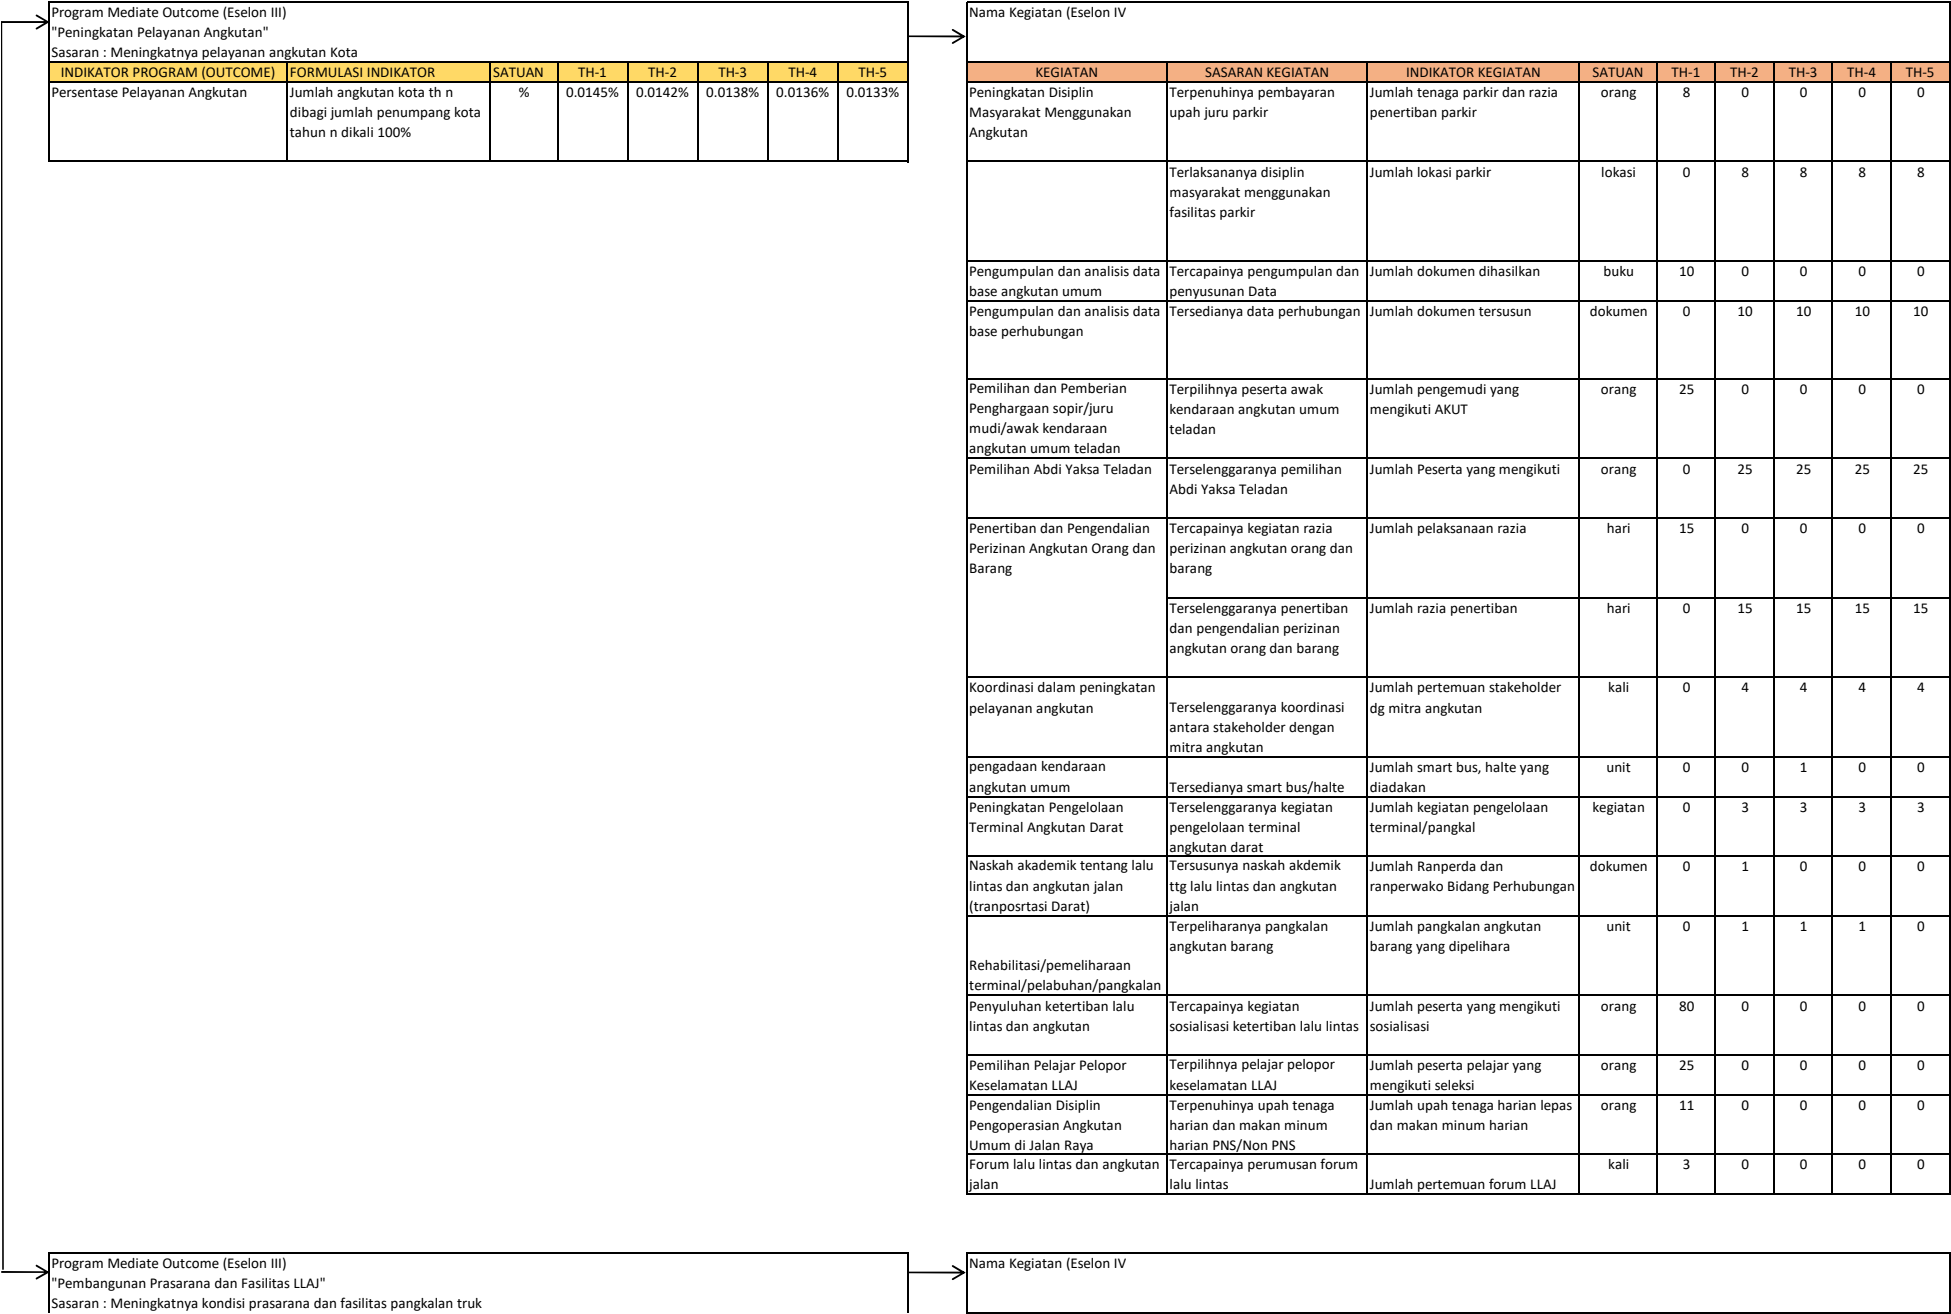 Program Mediate Outcome (Eselon III)
"Peningkatan Pelayanan Angkutan"
Sasaran : Meningkatnya pelayanan angkutan Kota
INDIKATOR PROGRAM (OUTCOME) FORMULASI INDIKATOR SATUAN TH-1 TH-2 TH-3 TH-4 TH-5
Persentase Pelayanan Angkutan Jumlah angkutan kota th n % 0.0145% 0.0142% 0.0138% 0.0136% 0.0133%
dibagi jumlah penumpang kota
tahun n dikali 100%
Nama Kegiatan (Eselon IV
KEGIATAN SASARAN KEGIATAN INDIKATOR KEGIATAN SATUAN TH-1 TH-2 TH-3 TH-4 TH-5
Peningkatan Disiplin Terpenuhinya pembayaran Jumlah tenaga parkir dan razia orang 8 0 0 0 0
Masyarakat Menggunakan upah juru parkir penertiban parkir
Angkutan
Terlaksananya disiplin Jumlah lokasi parkir lokasi 0 8 8 8 8
masyarakat menggunakan
fasilitas parkir
Pengumpulan dan analisis data Tercapainya pengumpulan dan Jumlah dokumen dihasilkan buku 10 0 0 0 0
base angkutan umum penyusunan Data
Pengumpulan dan analisis data Tersedianya data perhubungan Jumlah dokumen tersusun dokumen 0 10 10 10 10
base perhubungan
Pemilihan dan Pemberian Terpilihnya peserta awak Jumlah pengemudi yang orang 25 0 0 0 0
Penghargaan sopir/juru kendaraan angkutan umum mengikuti AKUT
mudi/awak kendaraan teladan
angkutan umum teladan
Pemilihan Abdi Yaksa Teladan Terselenggaranya pemilihan Jumlah Peserta yang mengikuti orang 0 25 25 25 25
Abdi Yaksa Teladan
Penertiban dan Pengendalian Tercapainya kegiatan razia Jumlah pelaksanaan razia hari 15 0 0 0 0
Perizinan Angkutan Orang dan perizinan angkutan orang dan
Barang barang
Terselenggaranya penertiban Jumlah razia penertiban hari 0 15 15 15 15
dan pengendalian perizinan
angkutan orang dan barang
Koordinasi dalam peningkatan Jumlah pertemuan stakeholder kali 0 4 4 4 4
pelayanan angkutan Terselenggaranya koordinasi dg mitra angkutan
antara stakeholder dengan
mitra angkutan
pengadaan kendaraan Jumlah smart bus, halte yang unit 0 0 1 0 0
angkutan umum Tersedianya smart bus/halte diadakan
Peningkatan Pengelolaan Terselenggaranya kegiatan Jumlah kegiatan pengelolaan kegiatan 0 3 3 3 3
Terminal Angkutan Darat pengelolaan terminal terminal/pangkal
angkutan darat
Naskah akademik tentang lalu Tersusunya naskah akdemik Jumlah Ranperda dan dokumen 0 1 0 0 0
lintas dan angkutan jalan ttg lalu lintas dan angkutan ranperwako Bidang Perhubungan
(tranposrtasi Darat) jalan
Terpeliharanya pangkalan Jumlah pangkalan angkutan unit 0 1 1 1 0
angkutan barang barang yang dipelihara
Rehabilitasi/pemeliharaan
terminal/pelabuhan/pangkalan
Penyuluhan ketertiban lalu Tercapainya kegiatan Jumlah peserta yang mengikuti orang 80 0 0 0 0
lintas dan angkutan sosialisasi ketertiban lalu lintas sosialisasi
Pemilihan Pelajar Pelopor Terpilihnya pelajar pelopor Jumlah peserta pelajar yang orang 25 0 0 0 0
Keselamatan LLAJ keselamatan LLAJ mengikuti seleksi
Pengendalian Disiplin Terpenuhinya upah tenaga Jumlah upah tenaga harian lepas orang 11 0 0 0 0
Pengoperasian Angkutan harian dan makan minum dan makan minum harian
Umum di Jalan Raya harian PNS/Non PNS
Forum lalu lintas dan angkutan Tercapainya perumusan forum kali 3 0 0 0 0
jalan lalu lintas Jumlah pertemuan forum LLAJ
Program Mediate Outcome (Eselon III)
"Pembangunan Prasarana dan Fasilitas LLAJ"
Sasaran : Meningkatnya kondisi prasarana dan fasilitas pangkalan truk
Nama Kegiatan (Eselon IV